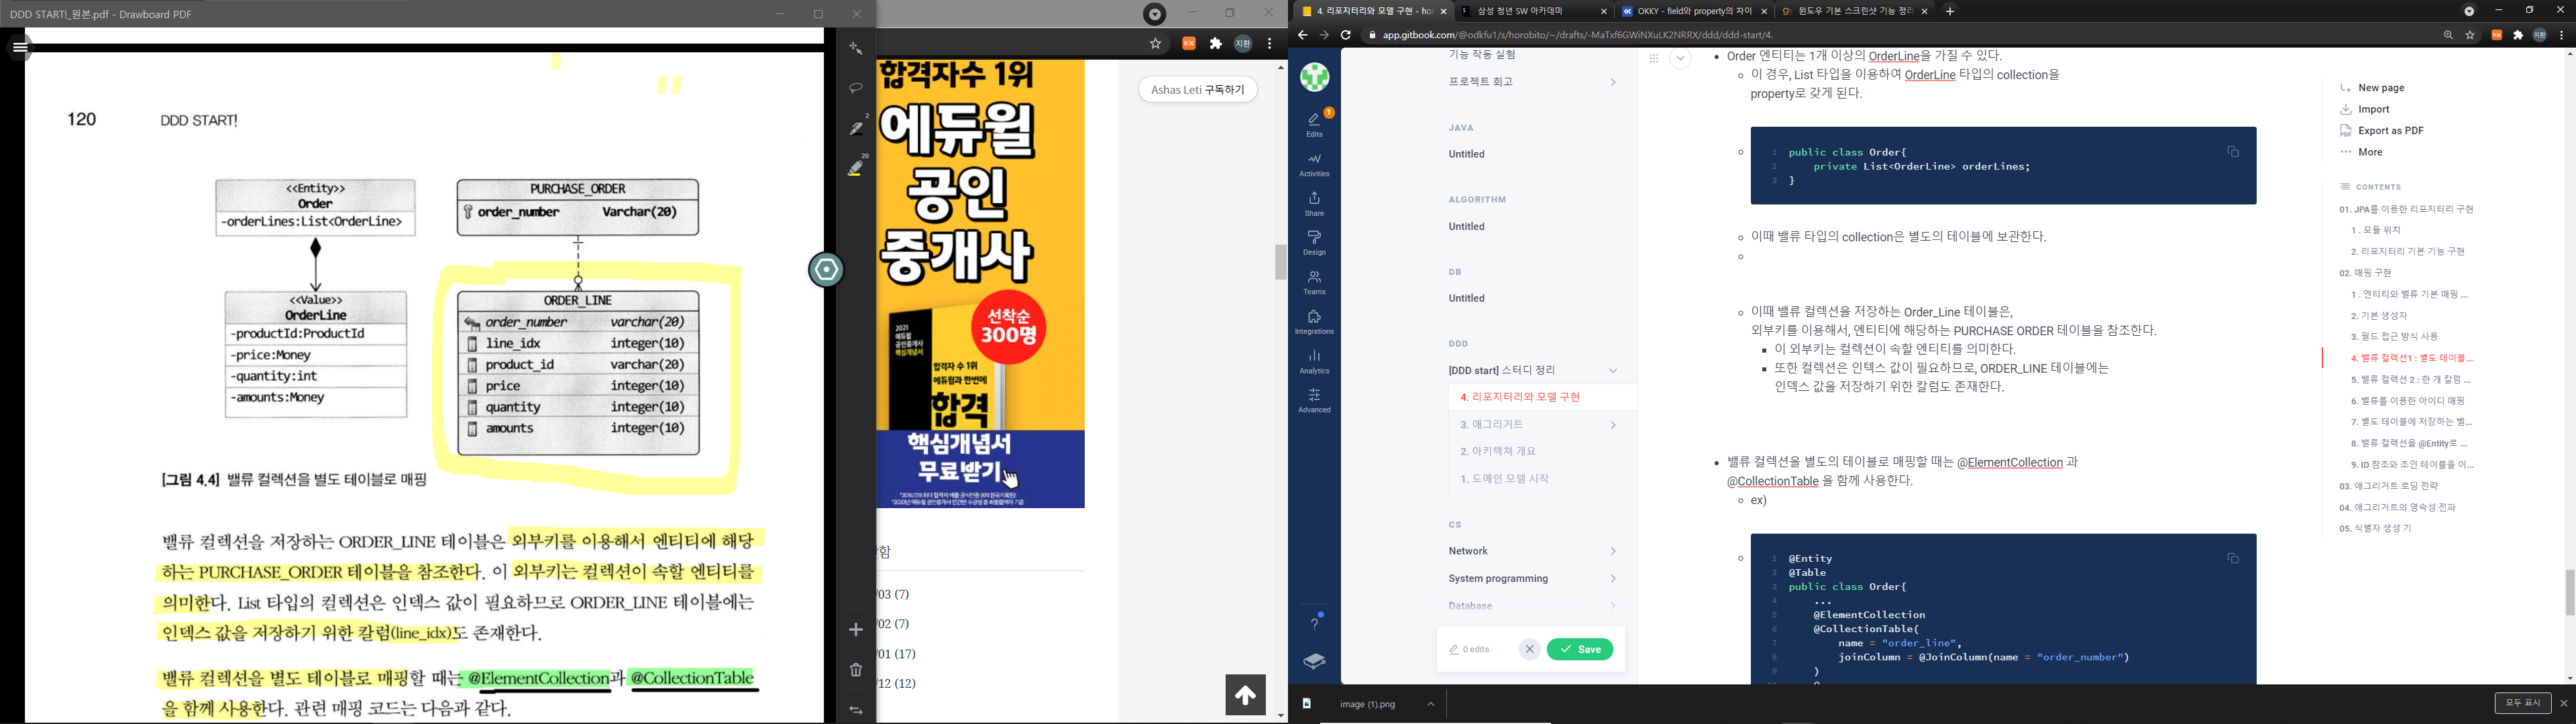 DDD START!_원본.pdf - Drawboard PDF
120 DDD START!
<<Entity>>
Order
-orderLines:List<OrderLine>
<<Value>>
OrderLine
-productId:ProductId
-price:Money
-quantity:int
-amounts:Money
PURCHASE_ORDER
order_number Varchar(20)
ORDER_LINE
order_number varchar(20)
line_idx integer(10)
product_id varchar(20)
price integer(10)
quantity integer(10)
amounts integer(10)
[그림 4.4] 밸류 컬렉션을 별도 테이블로 매핑
밸류 컬렉션을 저장하는 ORDER_LINE 테이블은 외부키를 이용해서 엔티티에 해당
하는 PURCHASE_ORDER 테이블을 참조한다. 이 외부키는 컬렉션이 속할 엔티티를
의미한다. List 타입의 컬렉션은 인덱스 값이 필요하므로 ORDER_LINE 테이블에는
인덱스 값을 저장하기 위한 칼럼(line_idx)도 존재한다.
밸류 컬렉션을 별도 테이블로 매핑할 때는 @ElementCollection과 @CollectionTable
을 함께 사용한다. 관련 매핑 코드는 다음과 같다.
2
20
지환
합격자수 1위
에듀윌
공인
중개사
선착순
300명
2021
에듀윌
공인중개사
핵심개념서
합격자 수 1위
에듀윌과 한번에
합격
핵심개념서
무료받기
Ashas Leti 구독하기
함
/03 (7)
/02 (7)
/01 (17)
/12 (12)
4. 리포지터리와 모델 구현 - hor
삼성 청년 SW 아카데미
OKKY - field와 property의 차이
윈도우 기본 스크린샷 기능 정리
app.gitbook.com/@odkfu1/s/horobito/~/drafts/-MaTxf6GWiNXuLK2NRRX/ddd/ddd-start/4.
지환
1
Edits
Activities
Share
Design
Teams
Integrations
Analytics
Advanced
기능 작동 실험
프로젝트 회고
JAVA
Untitled
ALGORITHM
Untitled
DB
Untitled
DDD
[DDD start] 스터디 정리
4. 리포지터리와 모델 구현
3. 애그리거트
2. 아키텍쳐 개요
1. 도메인 모델 시작
CS
Network
System programming
Database
0 edits
Save
Order 엔티티는 1개 이상의 OrderLine을 가질 수 있다.
이 경우, List 타입을 이용하여 OrderLine 타입의 collection을
property로 갖게 된다.
1 public class Order{
2 private List<OrderLine> orderLines;
3 }
이때 밸류 타입의 collection은 별도의 테이블에 보관한다.
이때 밸류 컬렉션을 저장하는 Order_Line 테이블은,
외부키를 이용해서, 엔티티에 해당하는 PURCHASE ORDER 테이블을 참조한다.
이 외부키는 컬렉션이 속할 엔티티를 의미한다.
또한 컬렉션은 인덱스 값이 필요하므로, ORDER_LINE 테이블에는
인덱스 값을 저장하기 위한 칼럼도 존재한다.
밸류 컬렉션을 별도의 테이블로 매핑할 때는 @ElementCollection 과
@CollectionTable 을 함께 사용한다.
ex)
1 @Entity
2 @Table
3 public class Order{
4 ...
5 @ElementCollection
6 @CollectionTable(
7 name = "order_line",
8 joinColumn = @JoinColumn(name = "order_number")
9 )
New page
Import
Export as PDF
More
CONTENTS
01. JPA를 이용한 리포지터리 구현
1 . 모듈 위치
2. 리포지터리 기본 기능 구현
02. 매핑 구현
1 . 엔티티와 밸류 기본 매핑 ...
2. 기본 생성자
3. 필드 접근 방식 사용
4. 밸류 컬렉션1 : 별도 테이블...
5. 밸류 컬렉션 2 : 한 개 칼럼 ...
6. 밸류를 이용한 아이디 매핑
7. 별도 테이블에 저장하는 밸...
8. 밸류 컬렉션을 @Entity로 ...
9. ID 참조와 조인 테이블을 이...
03. 애그리거트 로딩 전략
04. 애그리거트의 영속성 전파
05. 식별자 생성 기
image (1).png
모두 표시